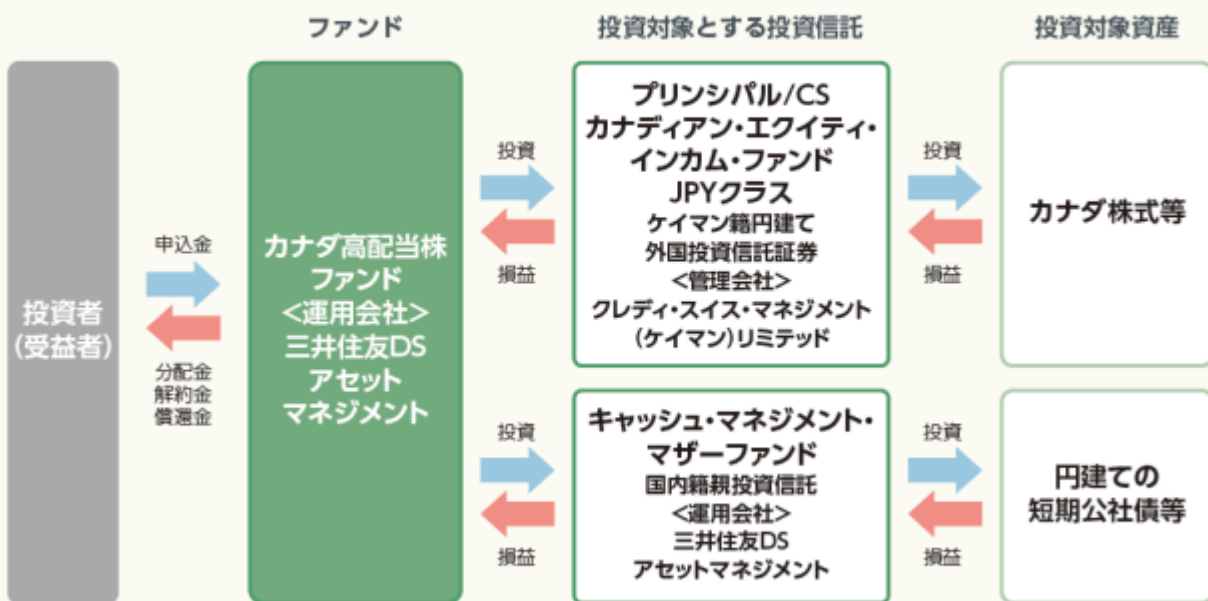 ファンド
投資対象とする投資信託
投資対象資産
投資者
(受益者)
申込金
分配金
解約金
償還金
カナダ高配当株
ファンド
<運用会社>
三井住友DS
アセット
マネジメント
投資
損益
プリンシパル/CS
カナディアン・エクイティ・
インカム・ファンド
JPYクラス
ケイマン籍円建て
外国投資信託証券
<管理会社>
クレディ・スイス・マネジメント
(ケイマン)リミテッド
投資
損益
カナダ株式等
投資
損益
キャッシュ・マネジメント・
マザーファンド
国内籍親投資信託
<運用会社>
三井住友DS
アセットマネジメント
投資
損益
円建ての
短期公社債等